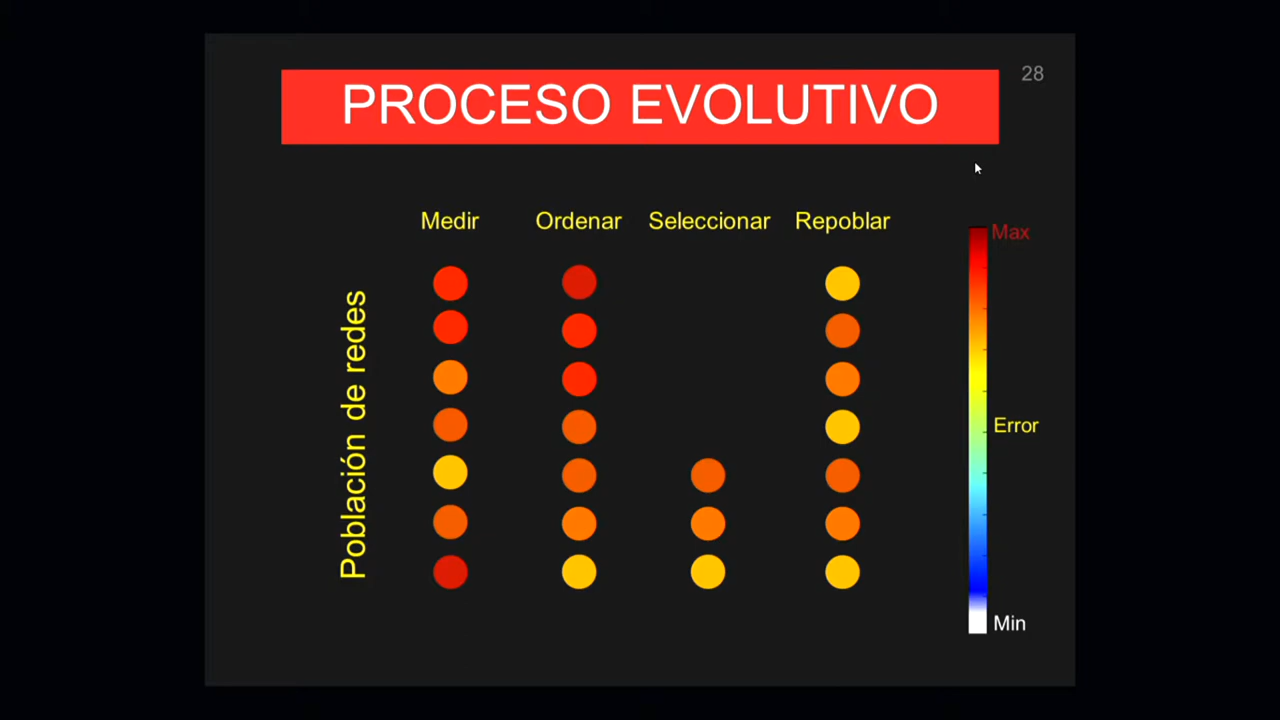 28
PROCESO EVOLUTIVO
Medir Ordenar Seleccionar Repoblar
Población de redes
Max
Error
Min